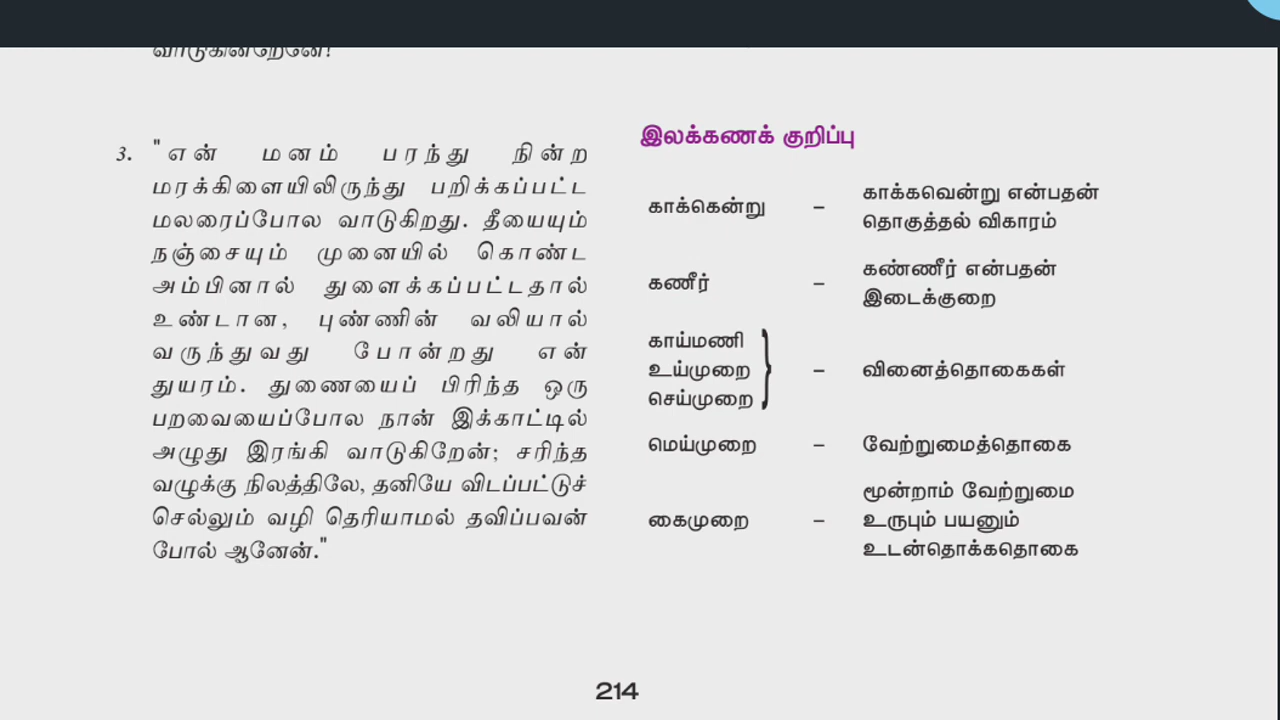 வாடுகின்றேனே!
3. "என் மனம் பரந்து நின்ற
மரக்கிளையிலிருந்து பறிக்கப்பட்ட
மலரைப்போல வாடுகிறது. தீயையும்
நஞ்சையும் முனையில் கொண்ட
அம்பினால் துளைக்கப்பட்டதால்
உண்டான, புண்ணின் வலியால்
வருந்துவது போன்றது என்
துயரம். துணையைப் பிரிந்த ஒரு
பறவையைப்போல நான் இக்காட்டில்
அழுது இரங்கி வாடுகிறேன்; சரிந்த
வழுக்கு நிலத்திலே, தனியே விடப்பட்டுச்
செல்லும் வழி தெரியாமல் தவிப்பவன்
போல் ஆனேன்."
இலக்கணக் குறிப்பு
காக்கென்று – காக்கவென்று என்பதன்
தொகுத்தல் விகாரம்
கணீர் – கண்ணீர் என்பதன்
இடைக்குறை
காய்மணி
உய்முறை – வினைத்தொகைகள்
செய்முறை
மெய்முறை – வேற்றுமைத்தொகை
மூன்றாம் வேற்றுமை
கைமுறை – உருபும் பயனும்
உடன்தொக்கதொகை
214